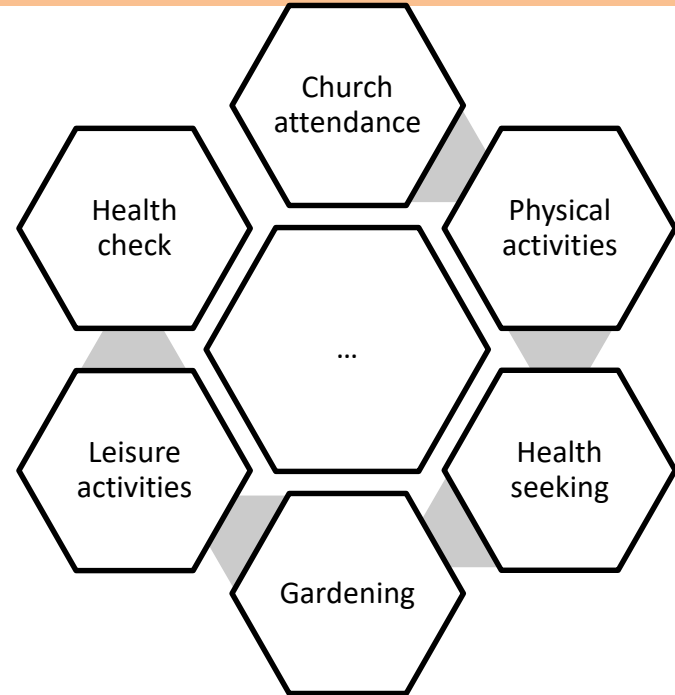 Church
attendance
Physical
activities
Health
seeking
Gardening
Leisure
activities
Health
check
...